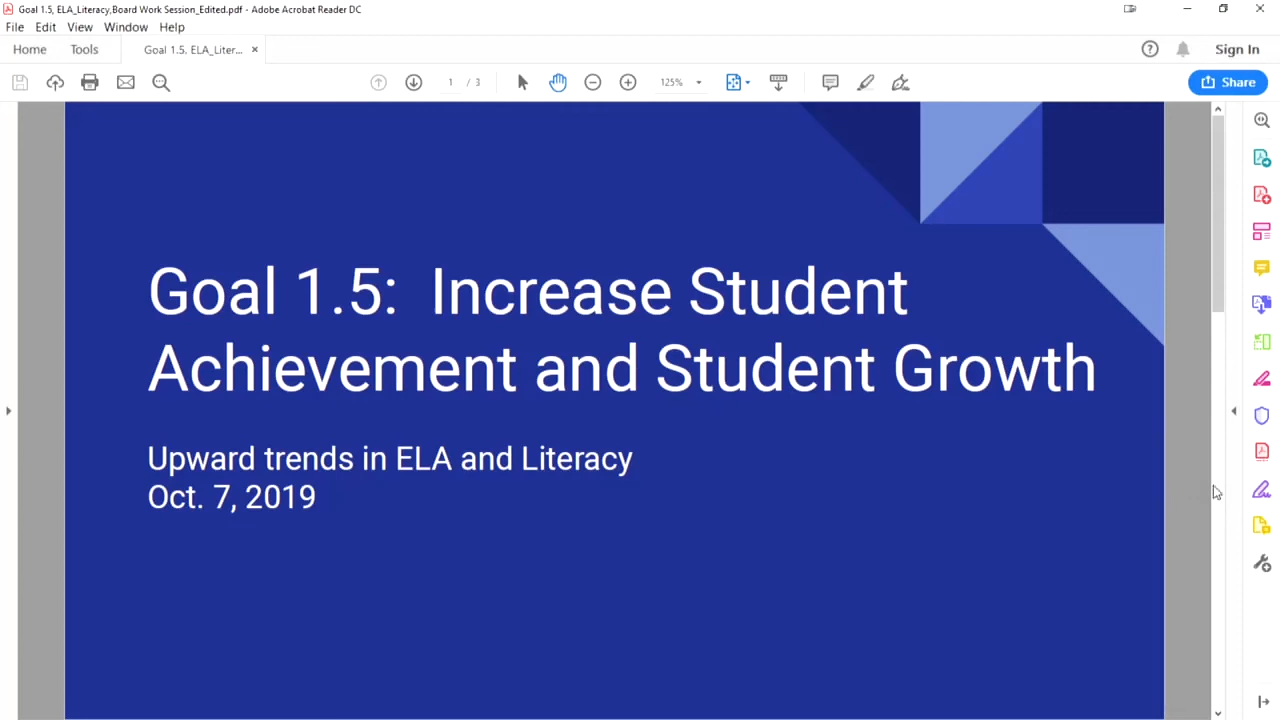 Goal 1.5, ELA_Literacy,Board Work Session_Edited.pdf - Adobe Acrobat Reader DC
File Edit View Window Help
Home Tools Goal 1.5. ELA_Liter... Sign In
1 / 3 125% Share
Goal 1.5:  Increase Student
Achievement and Student Growth
Upward trends in ELA and Literacy
Oct. 7, 2019